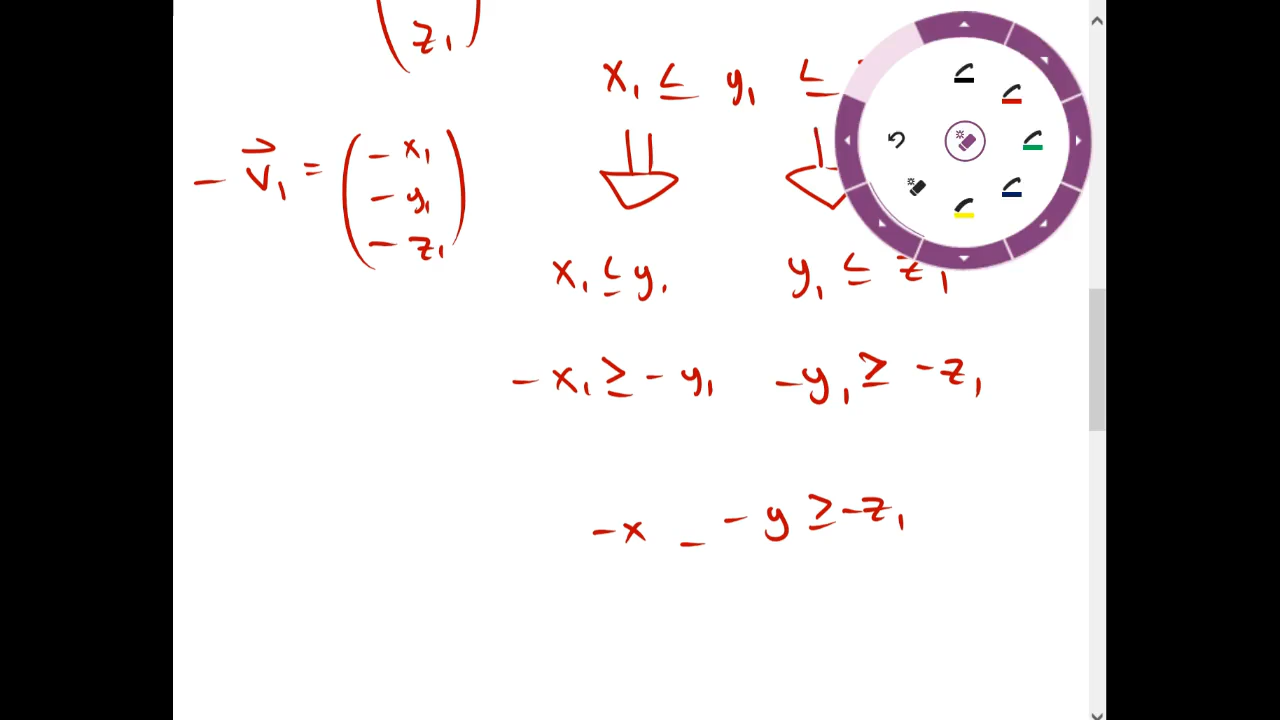 z₁
x₁ ≤ y₁ ≤
- v⃗₁ = ( - x₁
- y₁
- z₁ )
x₁ ≤ y₁ y₁ ≤ z₁
- x₁ ≥ - y₁ - y₁ ≥ - z₁
- x _ - y ≥ - z₁